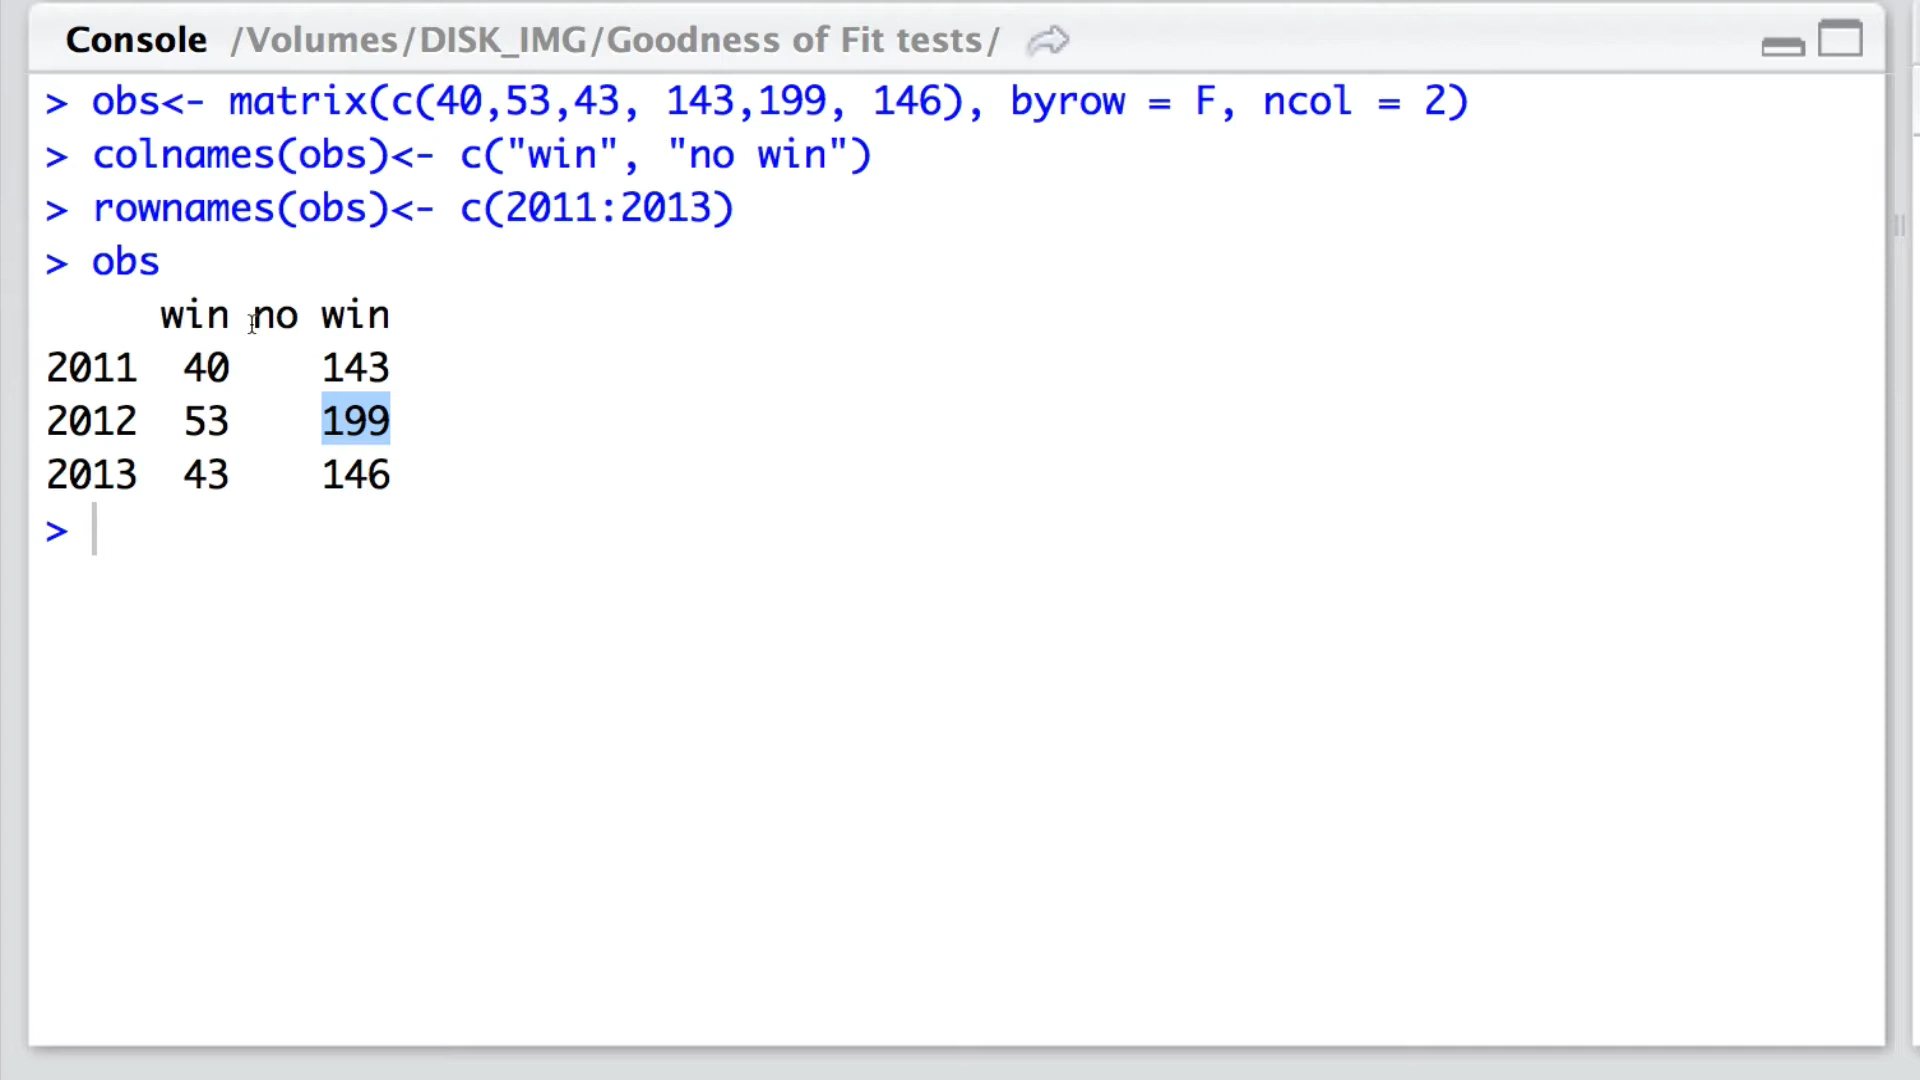 Console /Volumes/DISK_IMG/Goodness of Fit tests/
> obs<- matrix(c(40,53,43, 143,199, 146), byrow = F, ncol = 2)
> colnames(obs)<- c("win", "no win")
> rownames(obs)<- c(2011:2013)
> obs
     win no win
2011  40    143
2012  53    199
2013  43    146
>